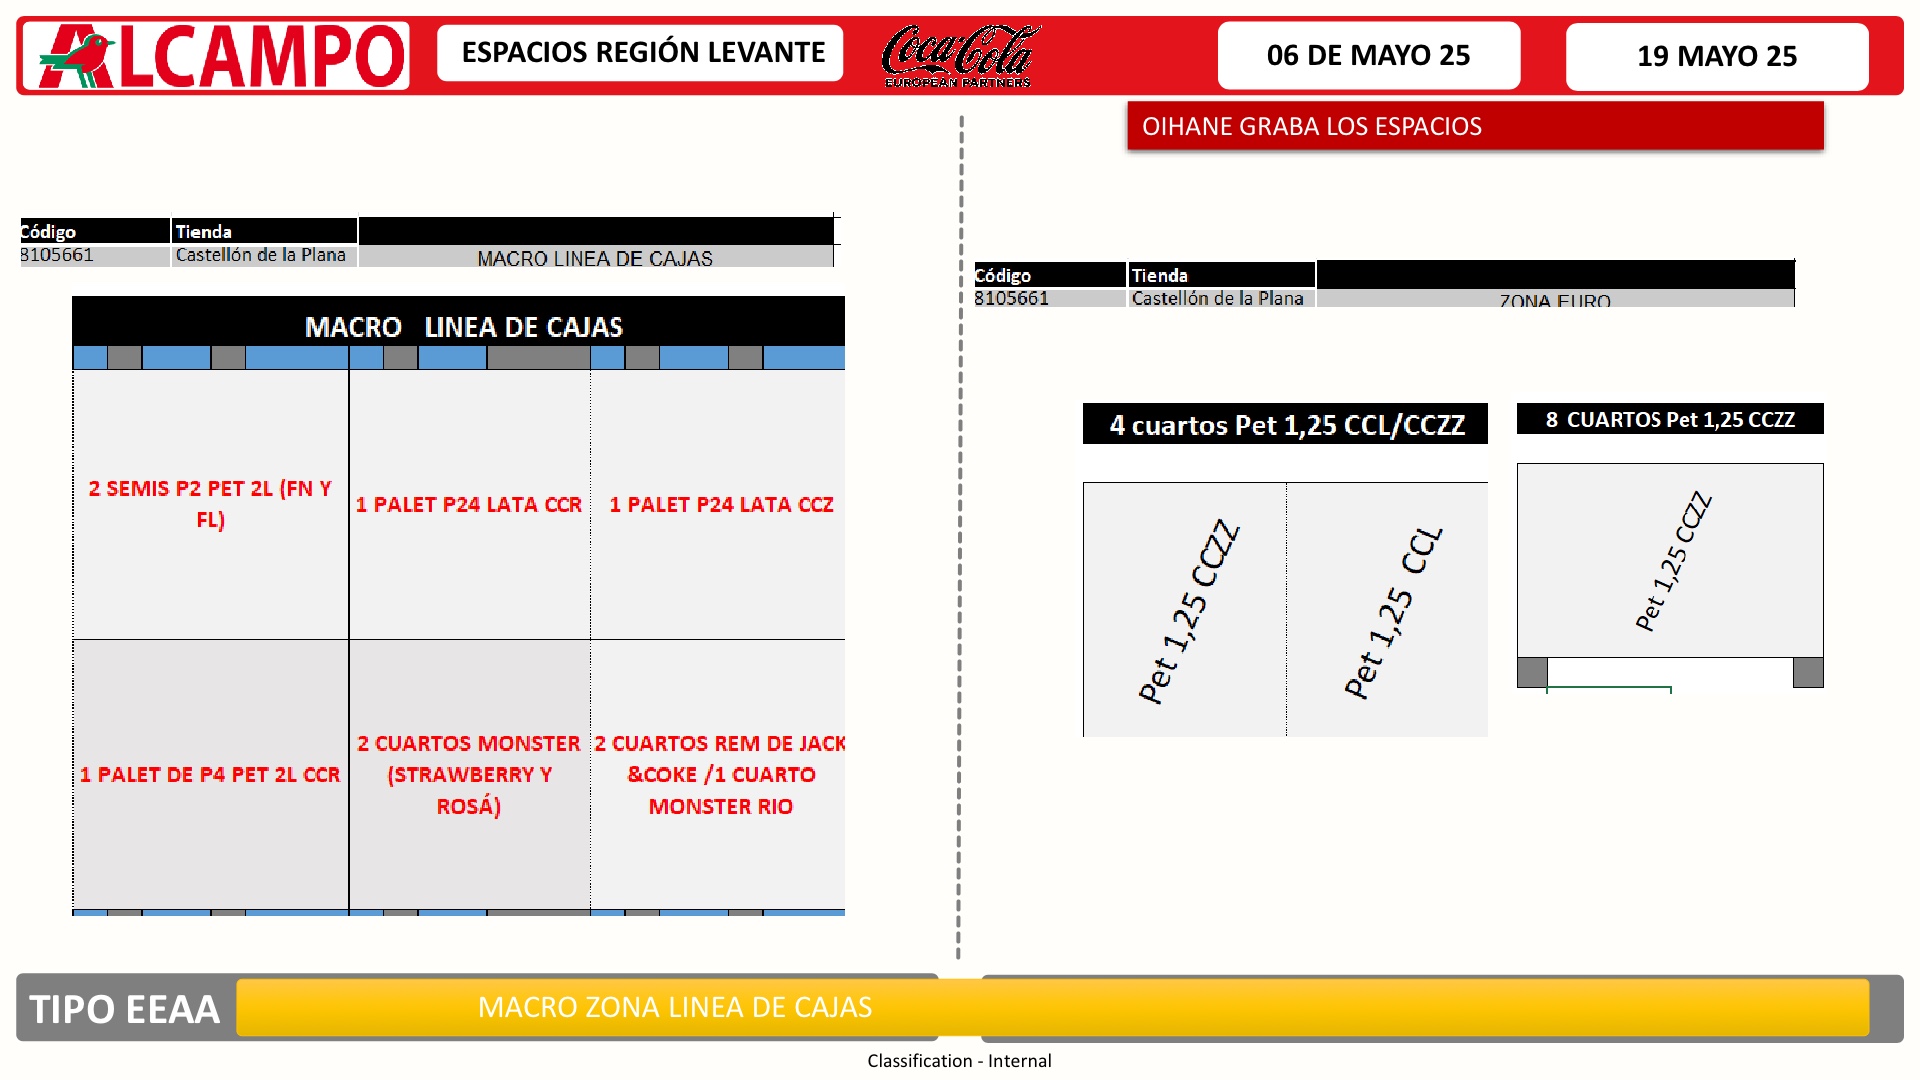 ALCAMPO
ESPACIOS REGIÓN LEVANTE
Coca-Cola
EUROPEAN PARTNERS
06 DE MAYO 25
19 MAYO 25
OIHANE GRABA LOS ESPACIOS
Código Tienda
8105661 Castellón de la Plana MACRO LINEA DE CAJAS
MACRO LINEA DE CAJAS
2 SEMIS P2 PET 2L (FN Y
FL)
1 PALET P24 LATA CCR
1 PALET P24 LATA CCZ
1 PALET DE P4 PET 2L CCR
2 CUARTOS MONSTER
(STRAWBERRY Y
ROSÁ)
2 CUARTOS REM DE JACK
&COKE /1 CUARTO
MONSTER RIO
Código Tienda
8105661 Castellón de la Plana ZONA EURO
4 cuartos Pet 1,25 CCL/CCZZ
Pet 1,25 CCZZ
Pet 1,25 CCL
8 CUARTOS Pet 1,25 CCZZ
Pet 1,25 CCZZ
TIPO EEAA
MACRO ZONA LINEA DE CAJAS
Classification - Internal